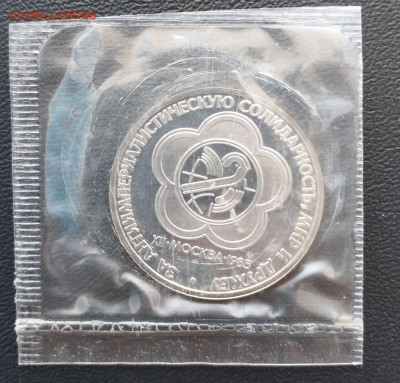 ЗА АНТИИМПЕРИАЛИСТИЧЕСКУЮ СОЛИДАРНОСТЬ, МИР И ДРУЖБУ
XII·МОСКВА·1985